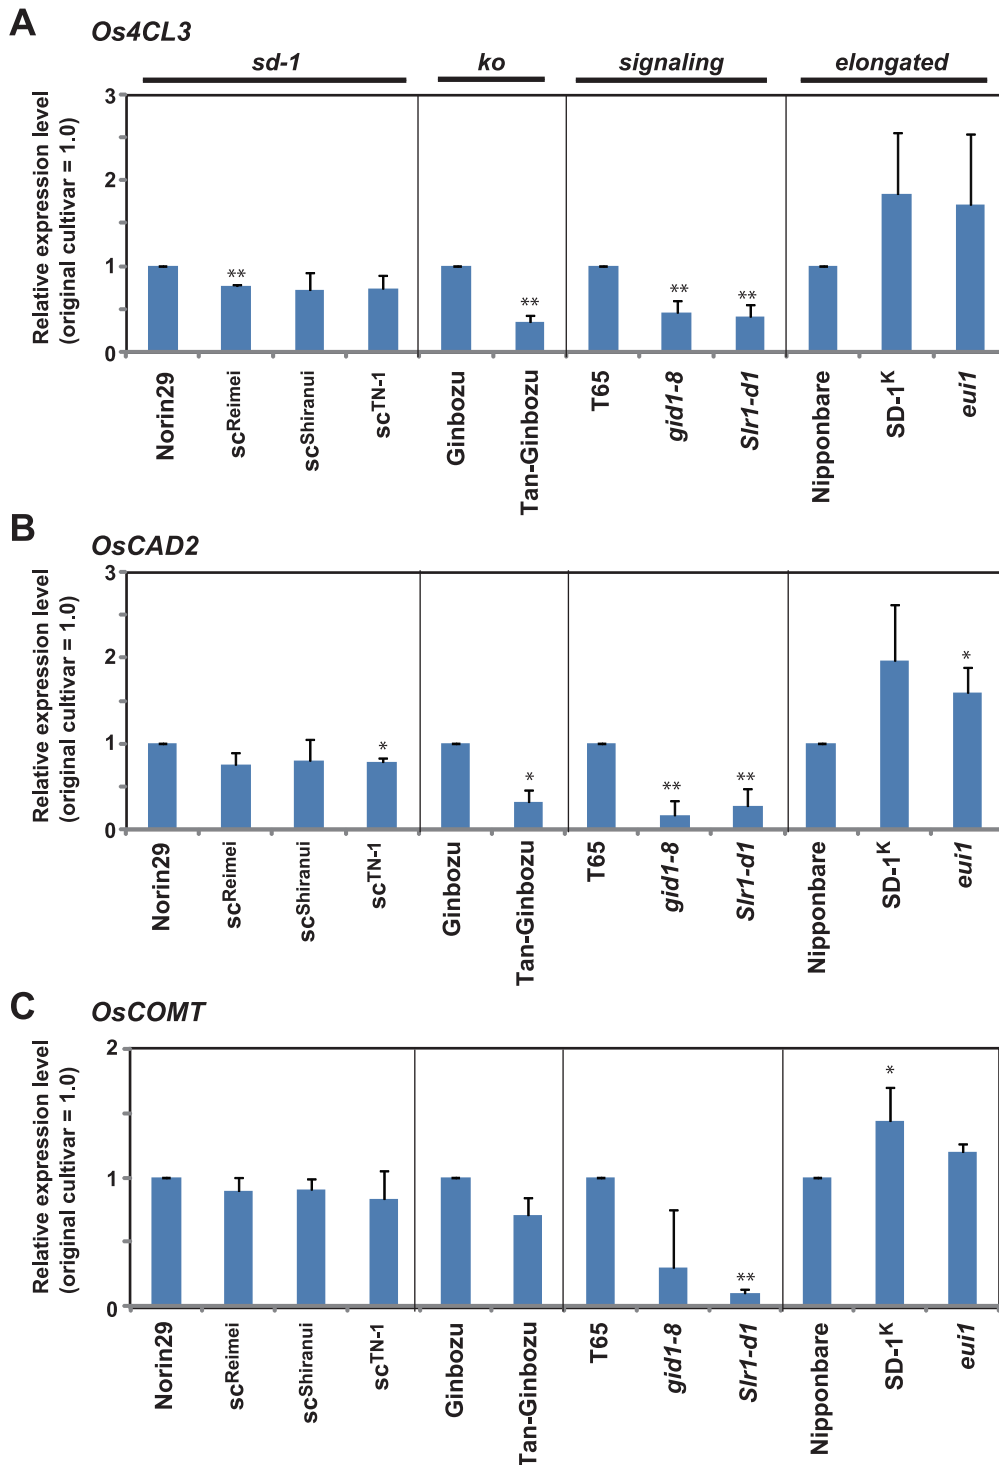 A
Os4CL3
sd-1 ko signaling elongated
Relative expression level
(original cultivar = 1.0)
3
2
1
0
** ** ** **
Norin29 scReimei scShiranui scTN-1 Ginbozu Tan-Ginbozu T65 gid1-8 Slr1-d1 Nipponbare SD-1K eui1
B
OsCAD2
Relative expression level
(original cultivar = 1.0)
3
2
1
0
* * ** ** *
Norin29 scReimei scShiranui scTN-1 Ginbozu Tan-Ginbozu T65 gid1-8 Slr1-d1 Nipponbare SD-1K eui1
C
OsCOMT
Relative expression level
(original cultivar = 1.0)
2
1
0
** *
Norin29 scReimei scShiranui scTN-1 Ginbozu Tan-Ginbozu T65 gid1-8 Slr1-d1 Nipponbare SD-1K eui1